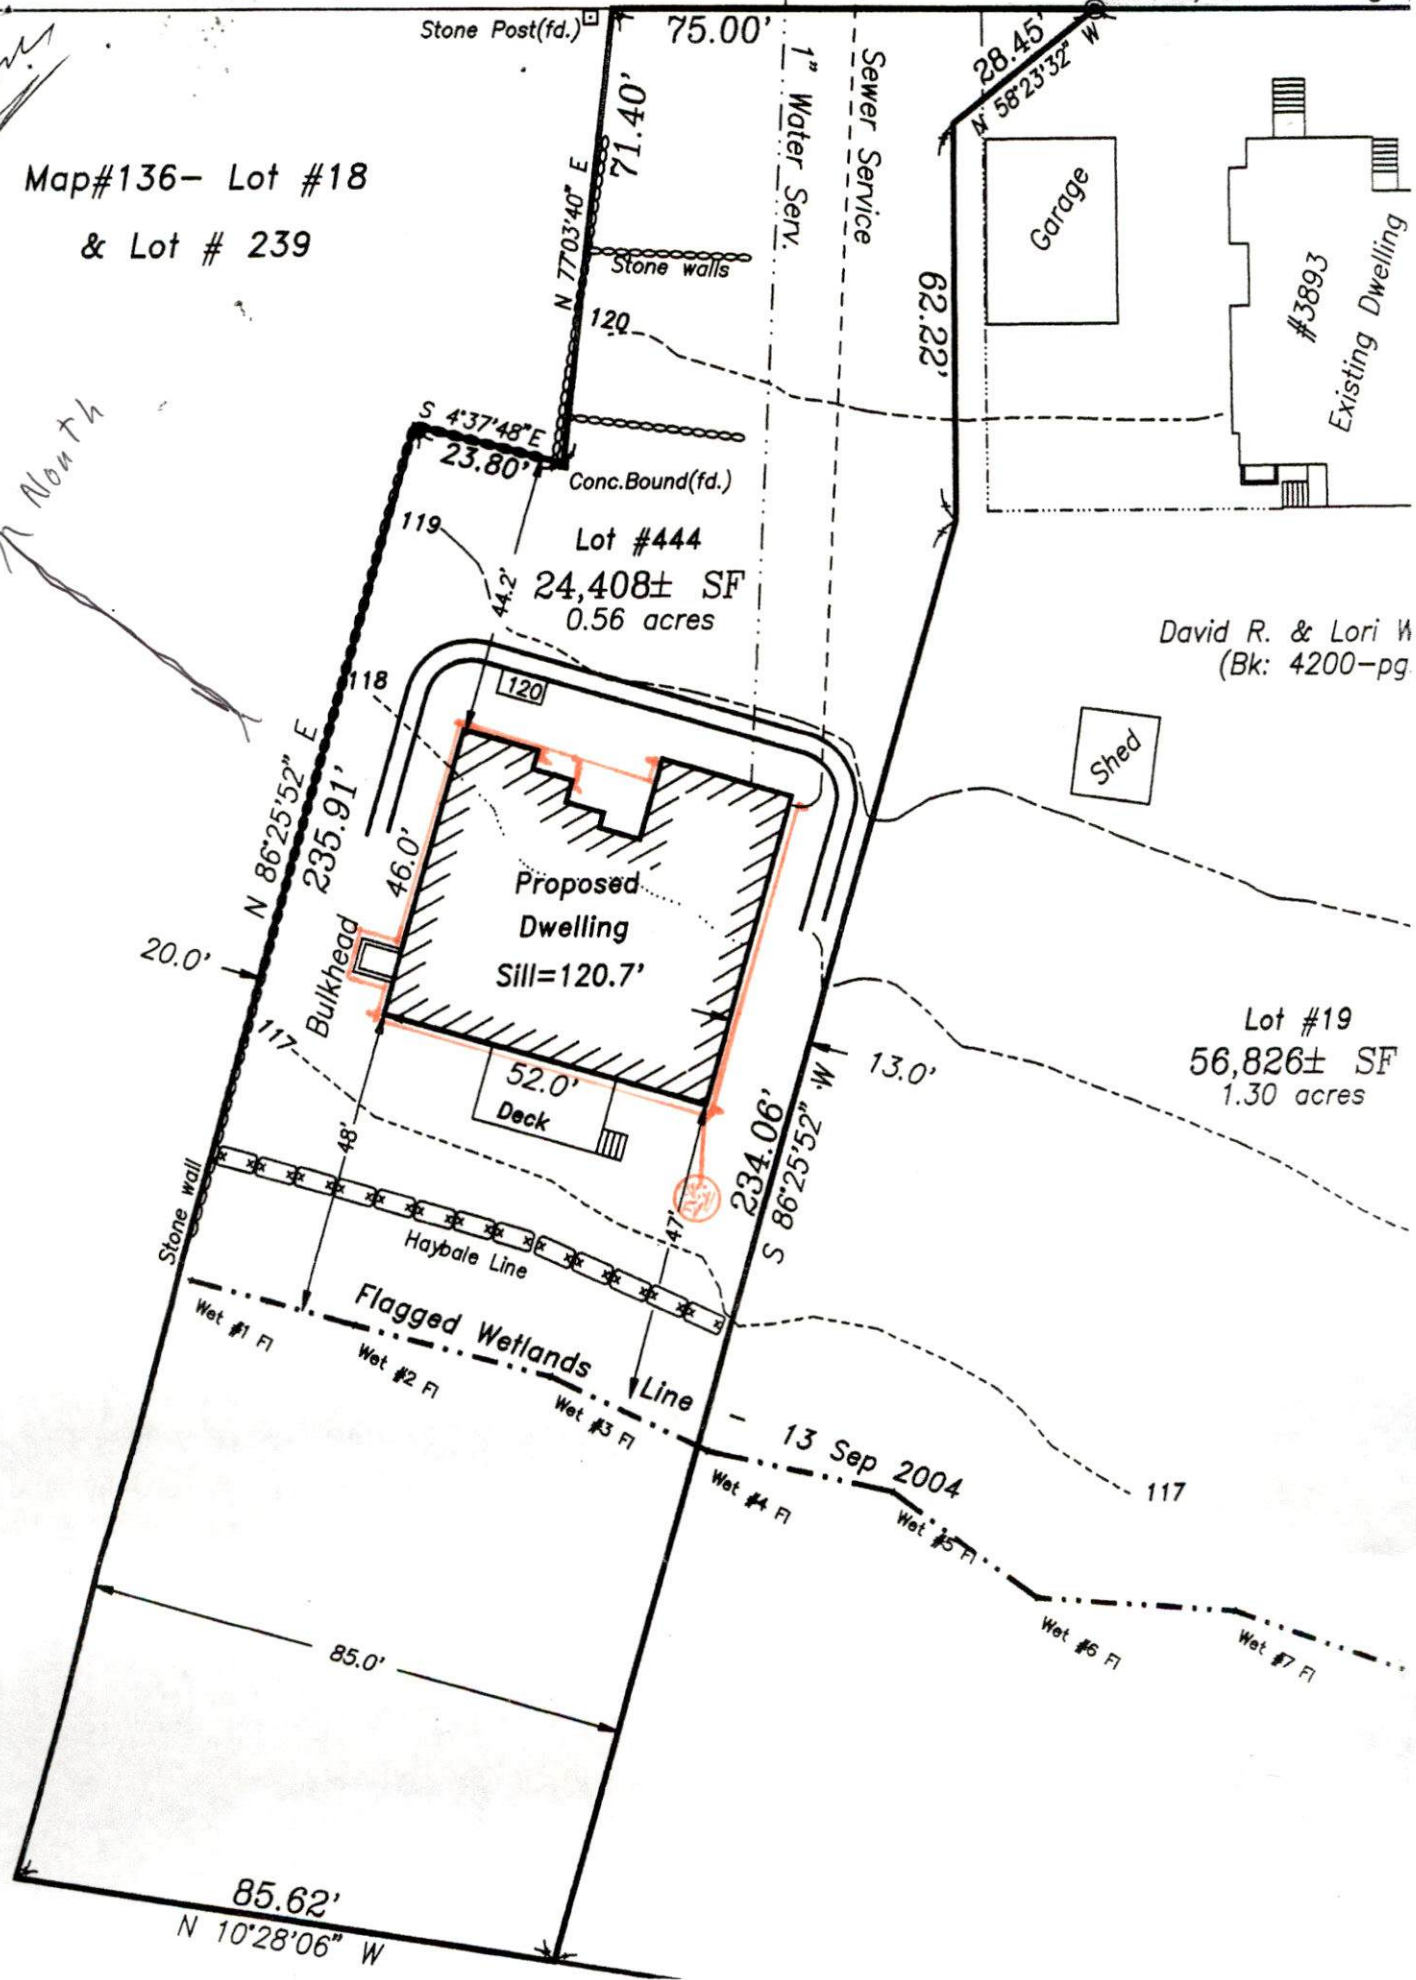 Stone Post(fd.)
75.00'
28.45'
N 58°23'32" W
71.40'
N 77°03'40" E
1" Water Serv.
Sewer Service
Map#136- Lot #18
& Lot # 239
Garage
#3893
Existing Dwelling
Stone walls
120
62.22'
North
S 4°37'48" E
23.80'
Conc.Bound(fd.)
119
Lot #444
24,408± SF
0.56 acres
44.2'
David R. & Lori W
(Bk: 4200-pg
118
120
Shed
N 86°25'52" E
235.91'
46.0'
Proposed
Dwelling
Sill=120.7'
20.0'
Bulkhead
117
Lot #19
56,826± SF
1.30 acres
13.0'
52.0'
Deck
48'
234.06'
S 86°25'52" W
47'
Stone wall
Haybale Line
Flagged Wetlands Line - 13 Sep 2004
Wet #1 Fl
Wet #2 Fl
Wet #3 Fl
Wet #4 Fl
Wet #5 Fl
117
Wet #6 Fl
Wet #7 Fl
85.0'
85.62'
N 10°28'06" W